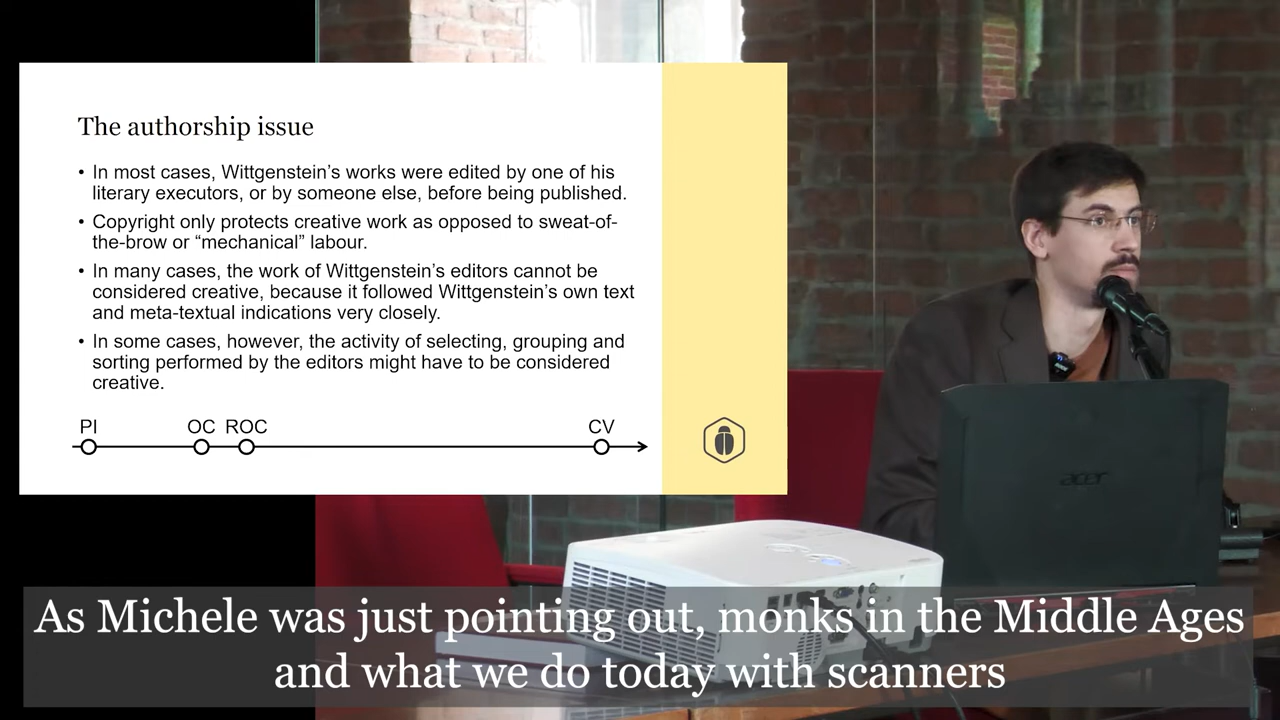 The authorship issue
• In most cases, Wittgenstein's works were edited by one of his
literary executors, or by someone else, before being published.
• Copyright only protects creative work as opposed to sweat-of-
the-brow or “mechanical” labour.
• In many cases, the work of Wittgenstein's editors cannot be
considered creative, because it followed Wittgenstein's own text
and meta-textual indications very closely.
• In some cases, however, the activity of selecting, grouping and
sorting performed by the editors might have to be considered
creative.
PI OC ROC CV
acer
As Michele was just pointing out, monks in the Middle Ages
and what we do today with scanners